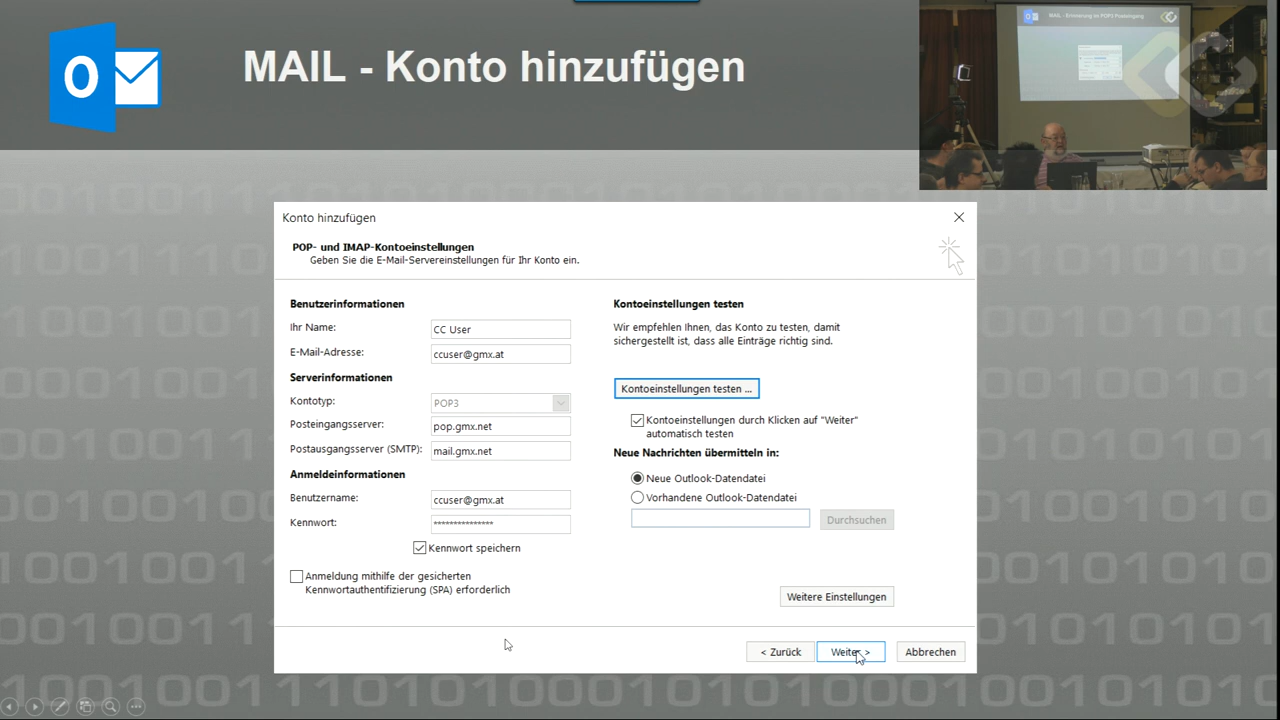 MAIL - Konto hinzufügen
MAIL - Erinnerung im POP3 Posteingang
Konto hinzufügen
POP- und IMAP-Kontoeinstellungen
Geben Sie die E-Mail-Servereinstellungen für Ihr Konto ein.
Benutzerinformationen
Ihr Name:
CC User
E-Mail-Adresse:
ccuser@gmx.at
Serverinformationen
Kontotyp:
POP3
Posteingangsserver:
pop.gmx.net
Postausgangsserver (SMTP):
mail.gmx.net
Anmeldeinformationen
Benutzername:
ccuser@gmx.at
Kennwort:
***************
Kennwort speichern
Anmeldung mithilfe der gesicherten
Kennwortauthentifizierung (SPA) erforderlich
Kontoeinstellungen testen
Wir empfehlen Ihnen, das Konto zu testen, damit
sichergestellt ist, dass alle Einträge richtig sind.
Kontoeinstellungen testen ...
Kontoeinstellungen durch Klicken auf "Weiter"
automatisch testen
Neue Nachrichten übermitteln in:
Neue Outlook-Datendatei
Vorhandene Outlook-Datendatei
Durchsuchen
Weitere Einstellungen
< Zurück
Weiter >
Abbrechen